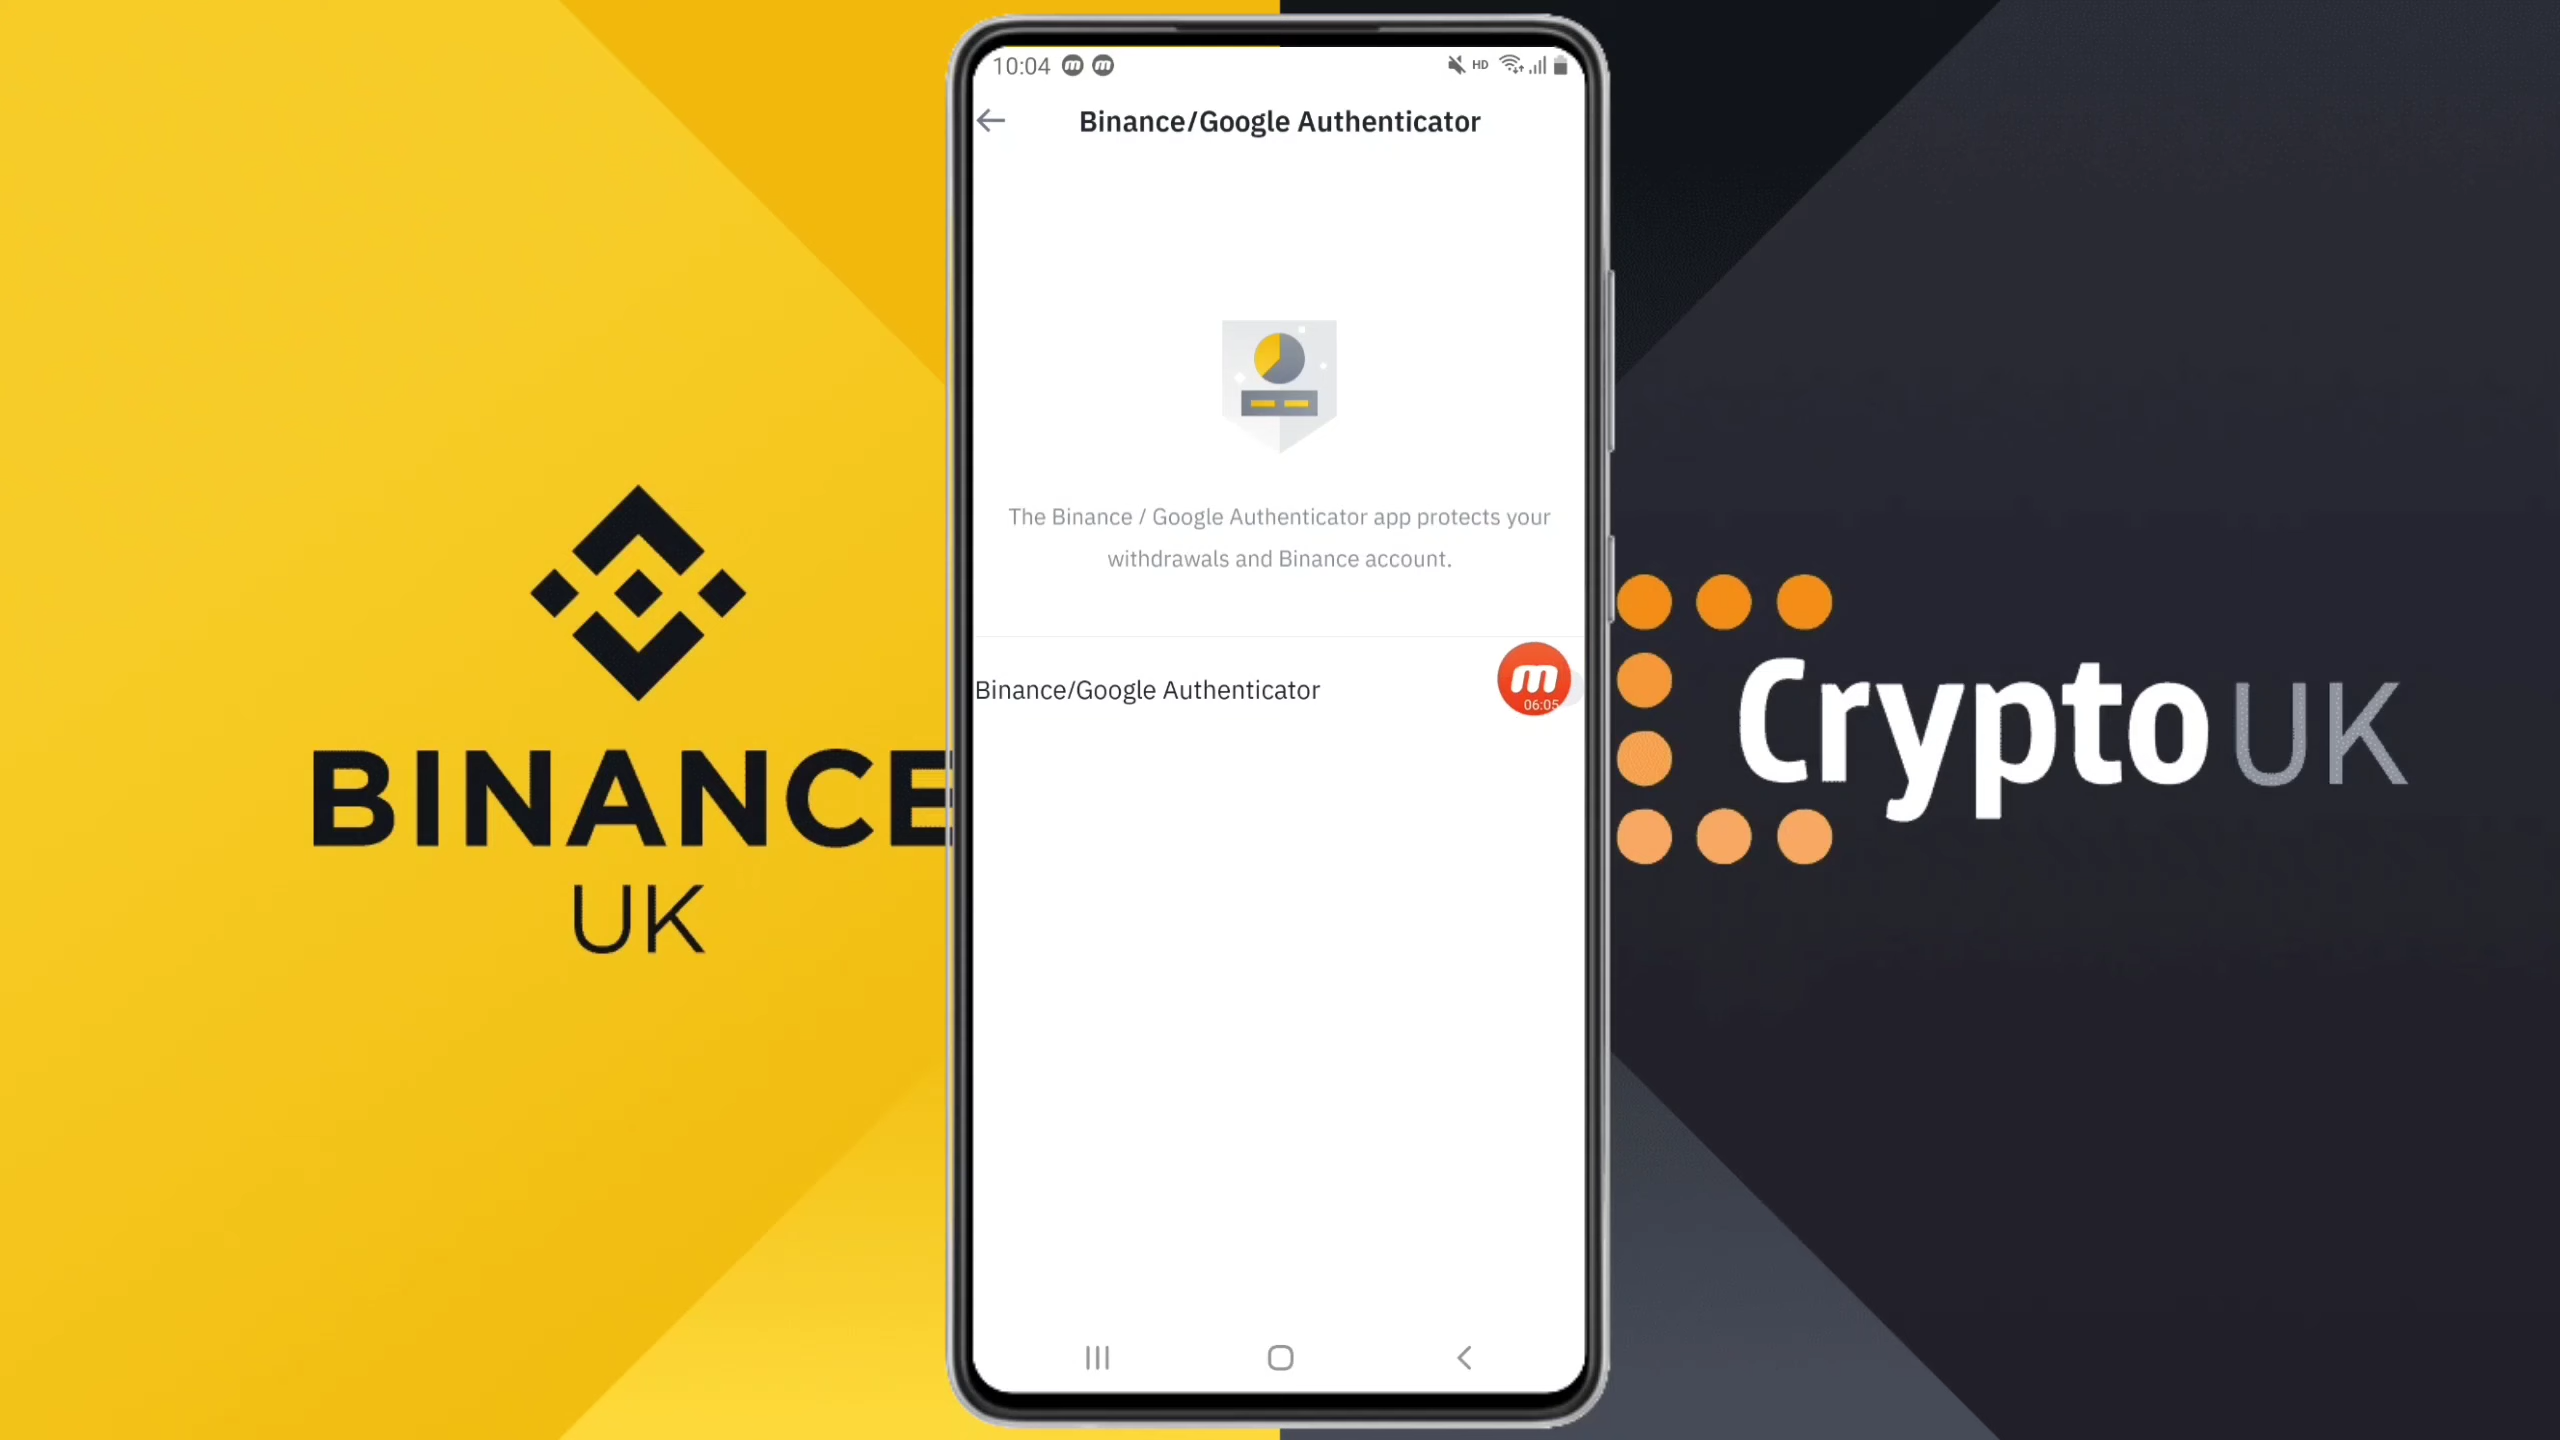 10:04
HD
Binance/Google Authenticator
The Binance / Google Authenticator app protects your
withdrawals and Binance account.
Binance/Google Authenticator
m
06:05
BINANCE
UK
Crypto UK